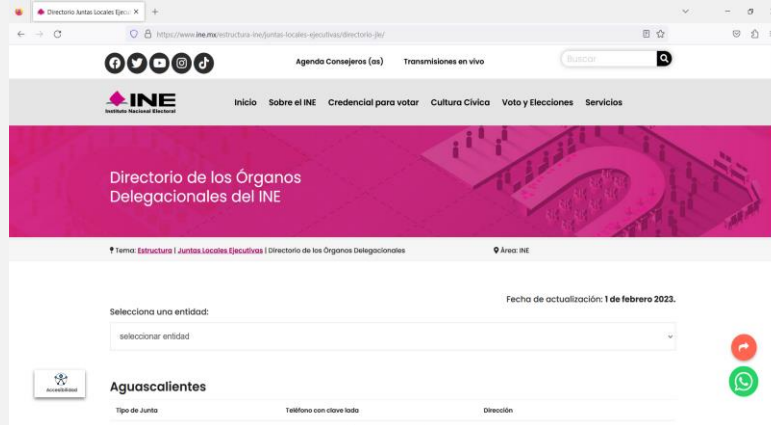 Directorio Juntas Locales Ejec
https://www.ine.mx/estructura-ine/juntas-locales-ejecutivas/directorio-jle/
Agenda Consejeros (as) Transmisiones en vivo Buscar
INE
Instituto Nacional Electoral
Inicio Sobre el INE Credencial para votar Cultura Cívica Voto y Elecciones Servicios
Directorio de los Órganos
Delegacionales del INE
Tema: Estructura | Juntas Locales Ejecutivas | Directorio de los Órganos Delegacionales Área: INE
Fecha de actualización: 1 de febrero 2023.
Selecciona una entidad:
seleccionar entidad
Accesibilidad
Aguascalientes
Tipo de Junta Teléfono con clave lada Dirección